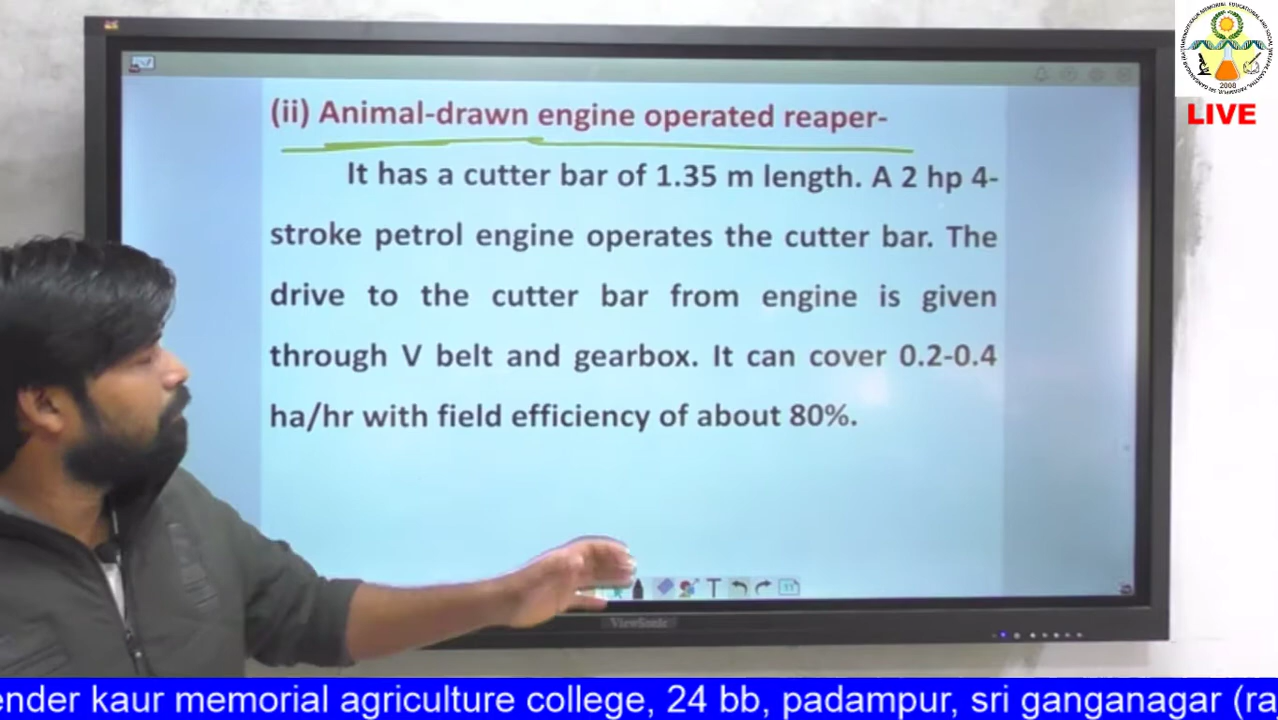 (ii) Animal-drawn engine operated reaper-
It has a cutter bar of 1.35 m length. A 2 hp 4-
stroke petrol engine operates the cutter bar. The
drive to the cutter bar from engine is given
through V belt and gearbox. It can cover 0.2-0.4
ha/hr with field efficiency of about 80%.
2008
LIVE
T
ViewSonic
ender kaur memorial agriculture college, 24 bb, padampur, sri ganganagar (ra